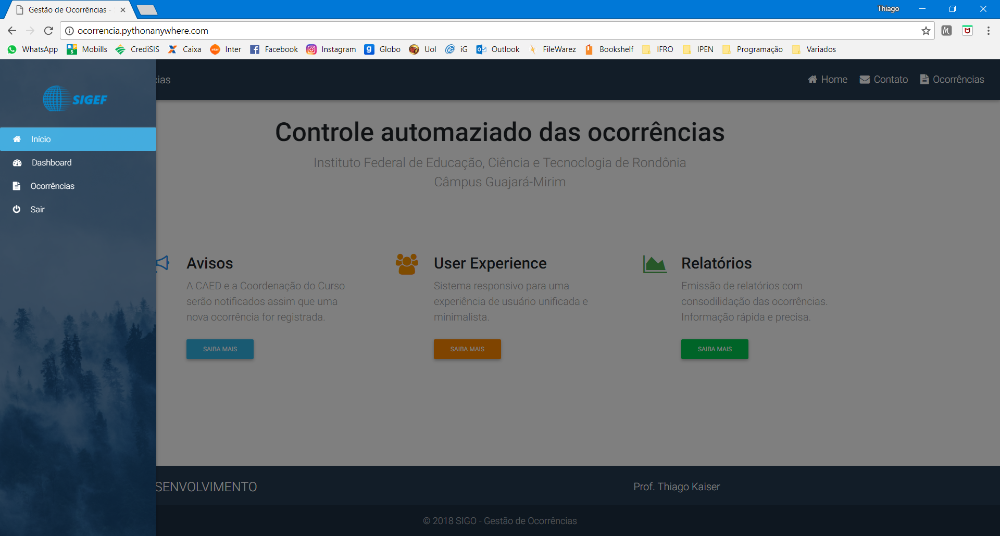 Gestão de Ocorrências -
Thiago
ocorrencia.pythonanywhere.com
WhatsApp Mobills CrediSIS Caixa Inter Facebook Instagram Globo Uol iG Outlook FileWarez Bookshelf IFRO IPEN Programação Variados
SIGEF
Início
Dashboard
Ocorrências
Sair
cias
Home Contato Ocorrências
Controle automaziado das ocorrências
Instituto Federal de Educação, Ciência e Tecnoclogia de Rondônia
Câmpus Guajará-Mirim
Avisos
A CAED e a Coordenação do Curso
serão notificados assim que uma
nova ocorrência for registrada.
SAIBA MAIS
User Experience
Sistema responsivo para uma
experiência de usuário unificada e
minimalista.
SAIBA MAIS
Relatórios
Emissão de relatórios com
consodilidação das ocorrências.
Informação rápida e precisa.
SAIBA MAIS
SENVOLVIMENTO
Prof. Thiago Kaiser
© 2018 SIGO - Gestão de Ocorrências